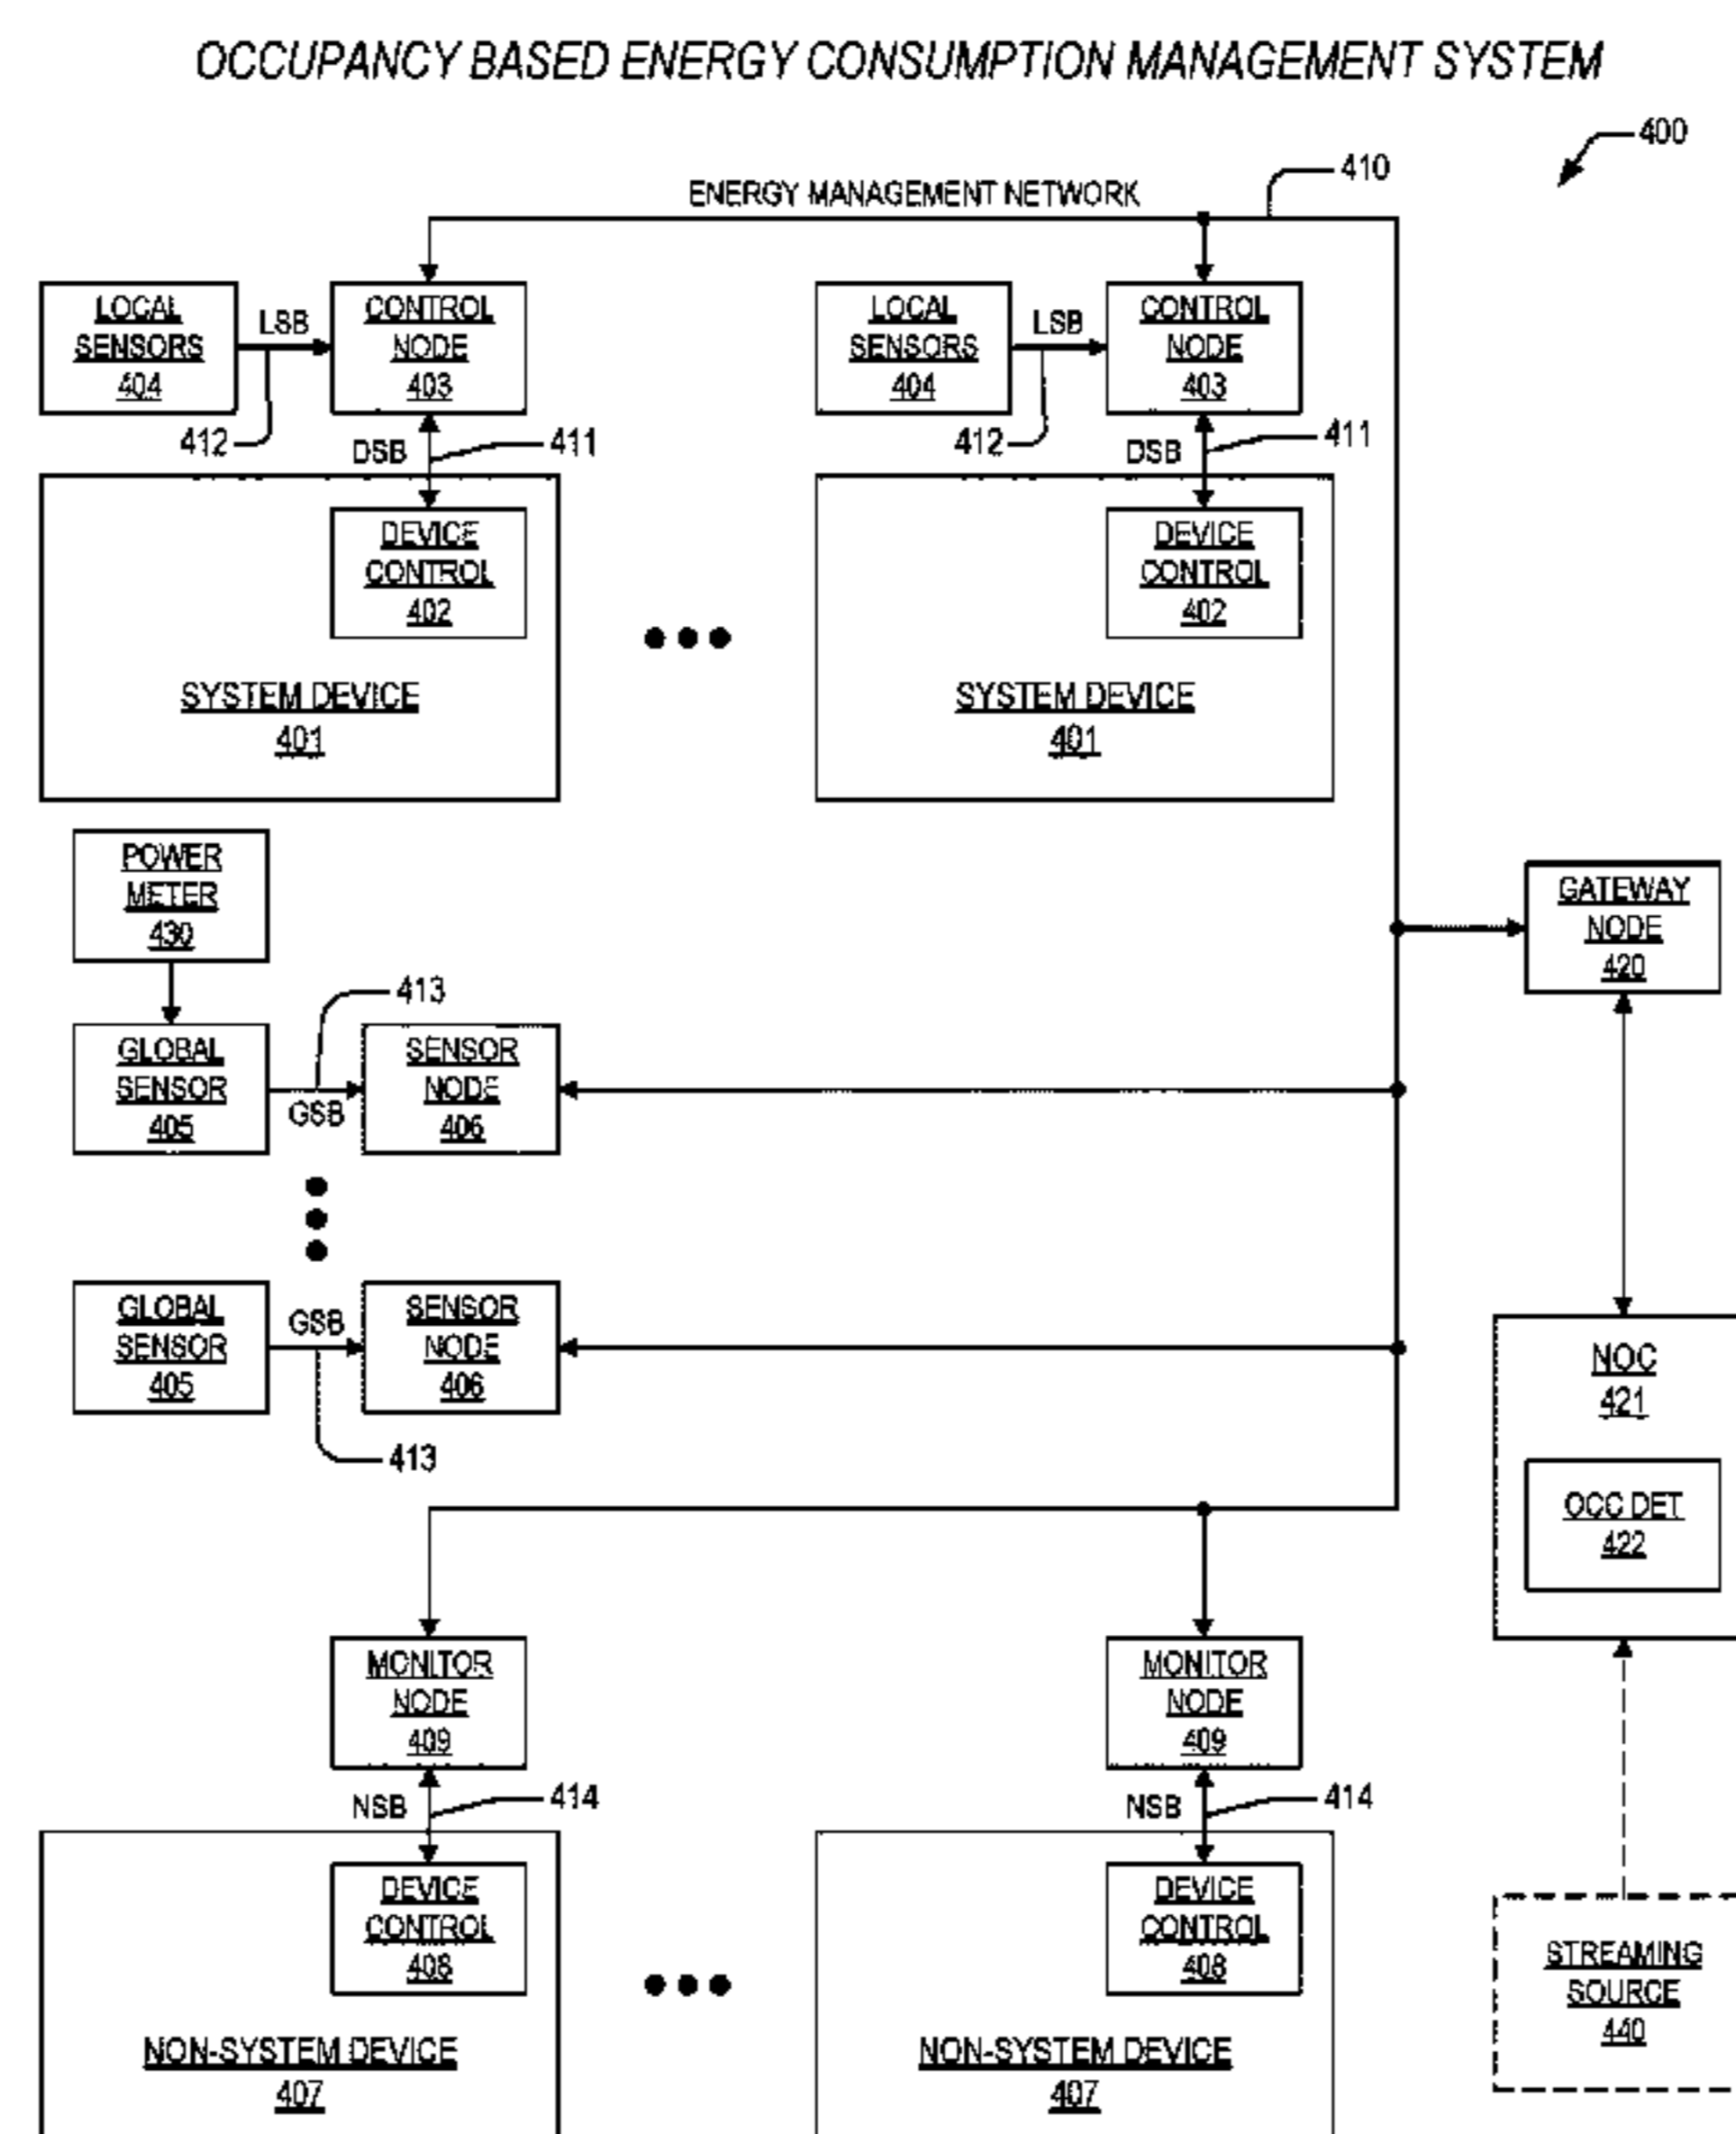 OCCUPANCY BASED ENERGY CONSUMPTION MANAGEMENT SYSTEM
400
410
ENERGY MANAGEMENT NETWORK
LOCAL
SENSORS
404
LSB
412
CONTROL
NODE
403
DSB
411
DEVICE
CONTROL
402
SYSTEM DEVICE
401
LOCAL
SENSORS
404
LSB
412
CONTROL
NODE
403
DSB
411
DEVICE
CONTROL
402
SYSTEM DEVICE
401
POWER
METER
430
GLOBAL
SENSOR
405
413
GSB
SENSOR
NODE
406
GLOBAL
SENSOR
405
GSB
413
SENSOR
NODE
406
GATEWAY
NODE
420
NOC
421
OCC DET
422
MONITOR
NODE
409
NSB
414
DEVICE
CONTROL
408
NON-SYSTEM DEVICE
407
MONITOR
NODE
409
NSB
414
DEVICE
CONTROL
408
NON-SYSTEM DEVICE
407
STREAMING
SOURCE
440